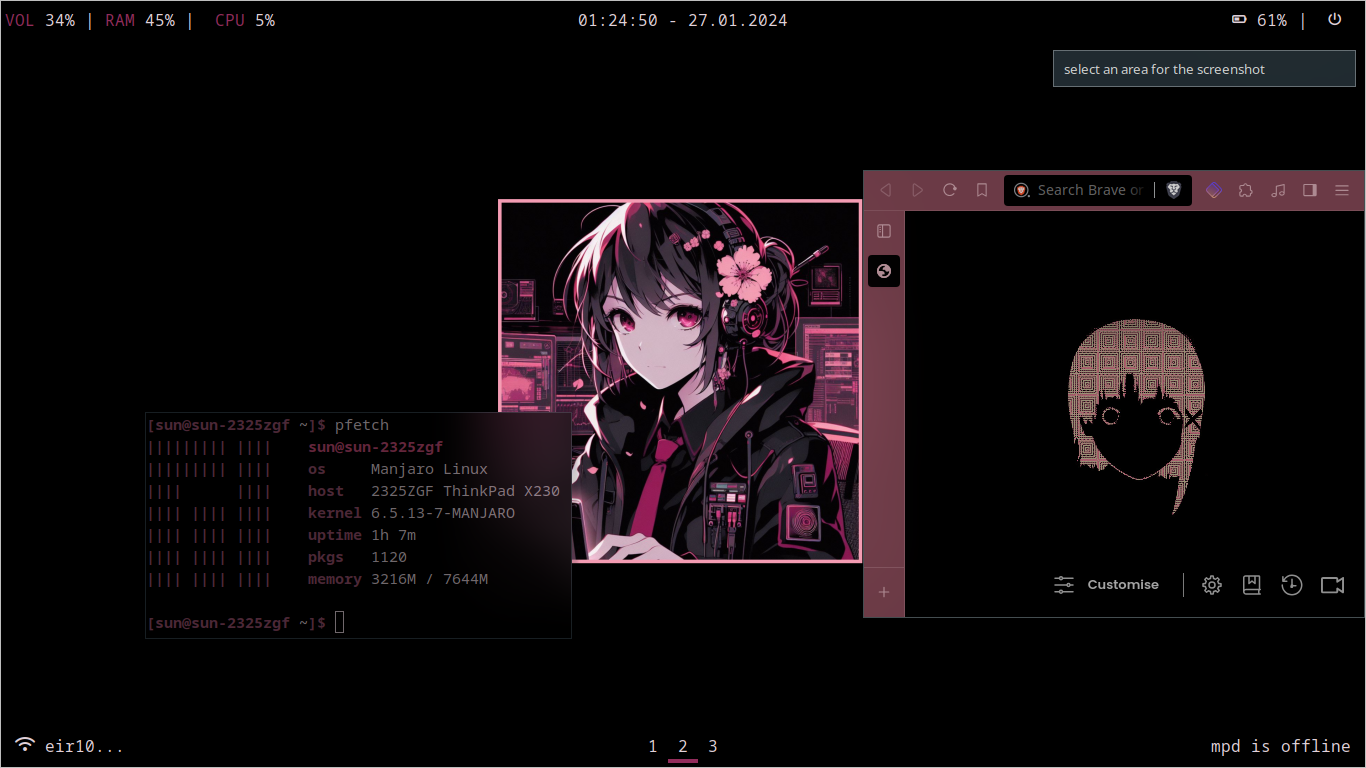 VOL 34% | RAM 45% | CPU 5%
01:24:50 - 27.01.2024
61% |
select an area for the screenshot
Search Brave or
[sun@sun-2325zgf ~]$ pfetch
||||||||| |||| sun@sun-2325zgf
||||||||| |||| os Manjaro Linux
|||| |||| host 2325ZGF ThinkPad X230
|||| |||| |||| kernel 6.5.13-7-MANJARO
|||| |||| |||| uptime 1h 7m
|||| |||| |||| pkgs 1120
|||| |||| |||| memory 3216M / 7644M
[sun@sun-2325zgf ~]$
Customise
eir10...
1 2 3
mpd is offline